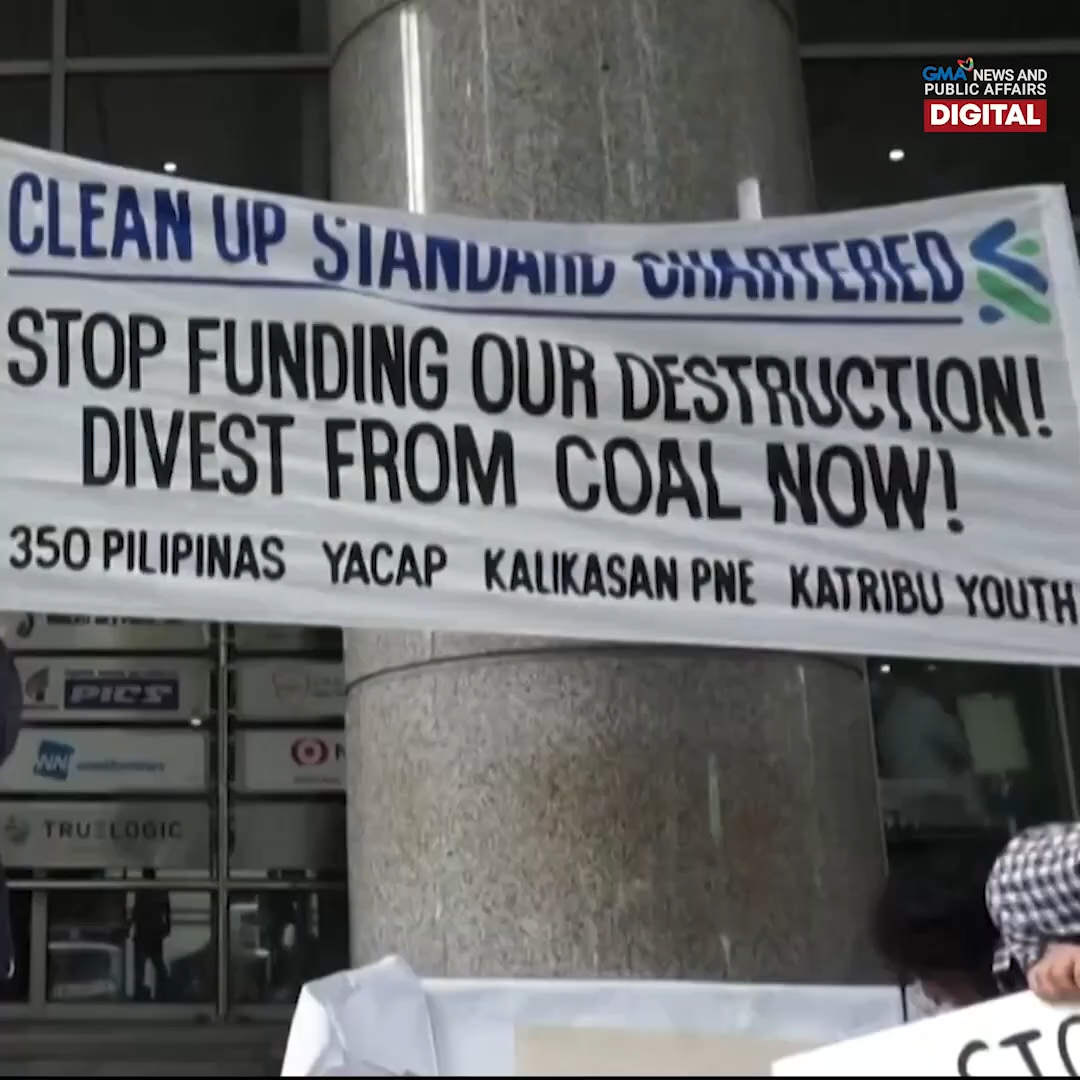 GMA NEWS AND
PUBLIC AFFAIRS
DIGITAL
CLEAN UP STANDARD CHARTERED
STOP FUNDING OUR DESTRUCTION!
DIVEST FROM COAL NOW!
350 PILIPINAS YACAP KALIKASAN PNE KATRIBU YOUTH
PICS
NN
TRUELOGIC